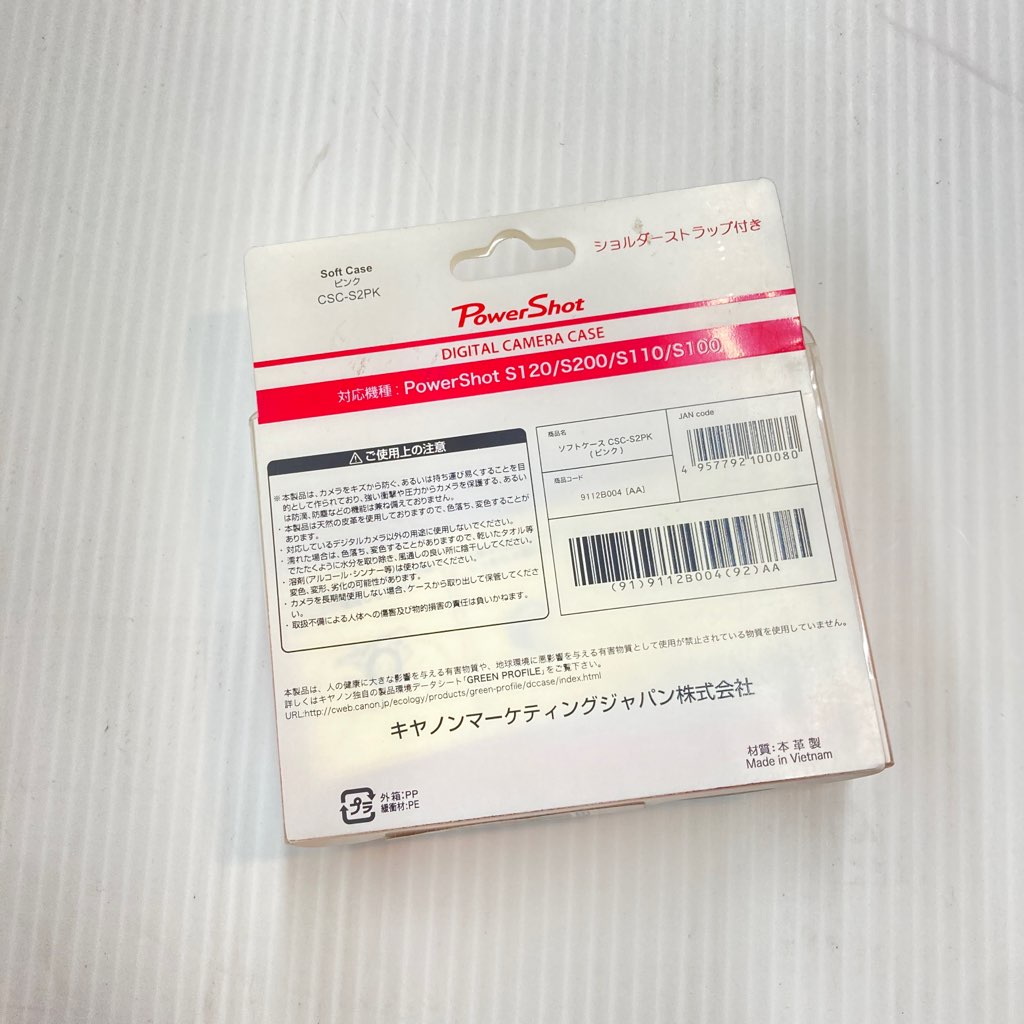 Soft Case
ピンク
CSC-S2PK
ショルダーストラップ付き
PowerShot
DIGITAL CAMERA CASE
対応機種：PowerShot S120/S200/S110/S100
⚠ご使用上の注意
※本製品は、カメラをキズから防ぐ、あるいは持ち運び易くすることを目
的として作られており、強い衝撃や圧力からカメラを保護する、あるい
は防滴、防塵などの機能は兼ね備えておりません。
・本製品は天然の皮革を使用しておりますので、色落ち、変色することが
あります。
・対応しているデジタルカメラ以外の用途に使用しないでください。
・濡れた場合は、色落ち、変色することがありますので、乾いたタオル等
でたたくように水分を取り除き、風通しの良い所に陰干ししてください。
・溶剤(アルコール・シンナー等)は使わないでください。
変色、変形、劣化の可能性があります。
・カメラを長期間使用しない場合、ケースから取り出して保管してくださ
い。
・取扱不備による人体への傷害及び物的損害の責任は負いかねます。
商品名
ソフトケース CSC-S2PK
(ピンク)
商品コード
9112B004 [AA]
JAN code
4 957792 100080
(91)9112B004(92)AA
本製品は、人の健康に大きな影響を与える有害物質や、地球環境に悪影響を与える有害物質として使用が禁止されている物質を使用していません。
詳しくはキヤノン独自の製品環境データシート「GREEN PROFILE」をご覧下さい。
URL:http://cweb.canon.jp/ecology/products/green-profile/dccase/index.html
キヤノンマーケティングジャパン株式会社
材質：本革製
Made in Vietnam
プラ
外箱：PP
緩衝材：PE